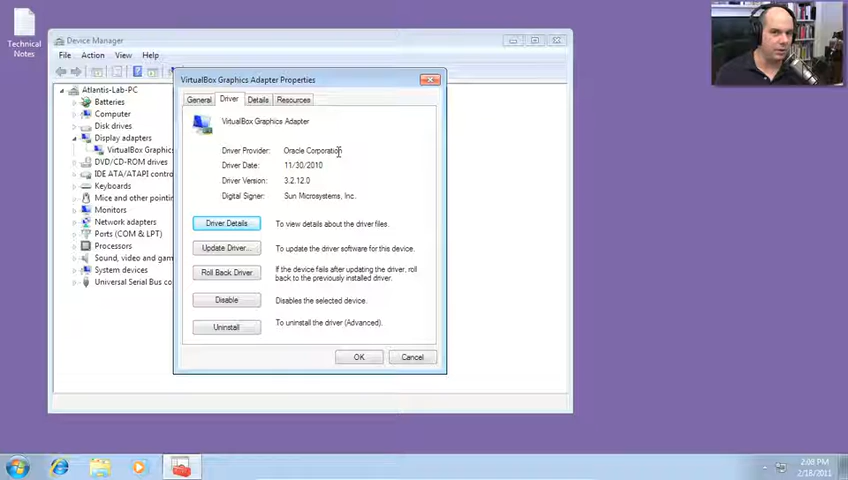 Technical
Notes
Device Manager
File Action View Help
Atlantis-Lab-PC
Batteries
Computer
Disk drives
Display adapters
VirtualBox Graphics
DVD/CD-ROM drives
IDE ATA/ATAPI cont
Keyboards
Mice and other pointing
Monitors
Network adapters
Ports (COM & LPT)
Processors
Sound, video and gam
System devices
Universal Serial Bus co
VirtualBox Graphics Adapter Properties
General Driver Details Resources
VirtualBox Graphics Adapter
Driver Provider: Oracle Corporation
Driver Date: 11/30/2010
Driver Version: 3.2.12.0
Digital Signer: Sun Microsystems, Inc.
Driver Details To view details about the driver files.
Update Driver... To update the driver software for this device.
Roll Back Driver If the device fails after updating the driver, roll
back to the previously installed driver.
Disable Disables the selected device.
Uninstall To uninstall the driver (Advanced).
OK Cancel
2:08 PM
2/18/2011